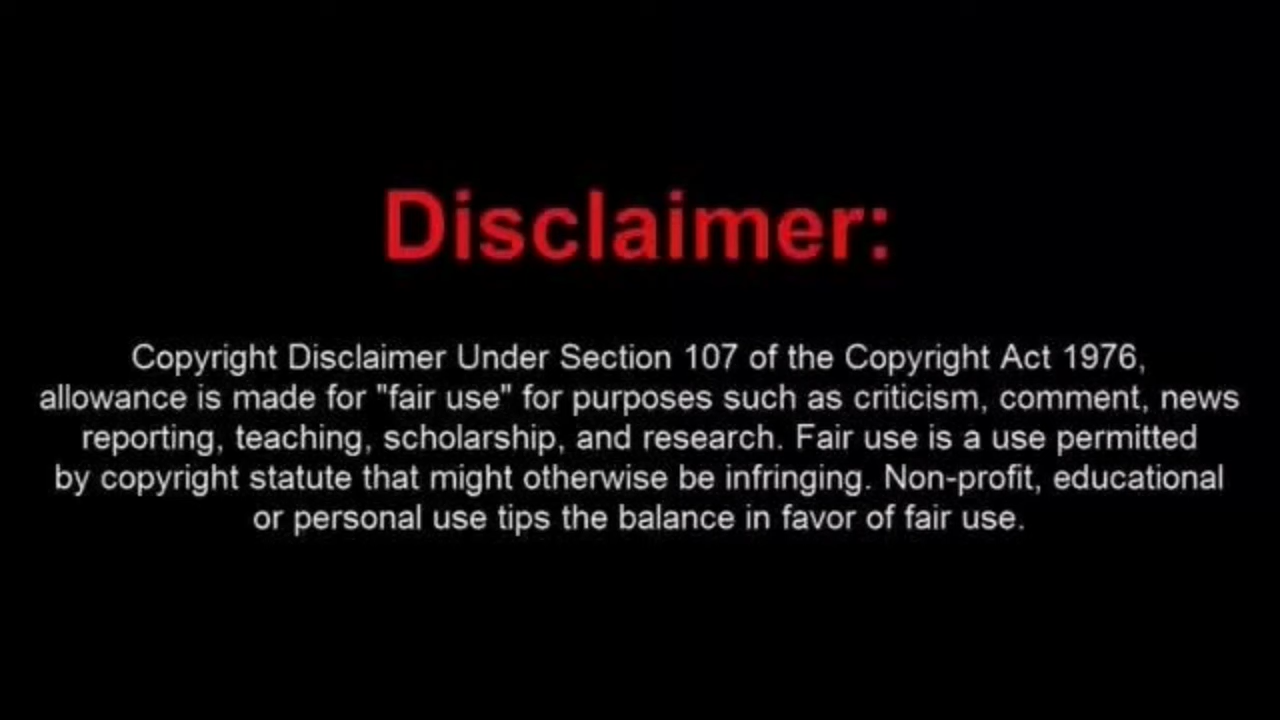 Disclaimer:
Copyright Disclaimer Under Section 107 of the Copyright Act 1976,
allowance is made for "fair use" for purposes such as criticism, comment, news
reporting, teaching, scholarship, and research. Fair use is a use permitted
by copyright statute that might otherwise be infringing. Non-profit, educational
or personal use tips the balance in favor of fair use.